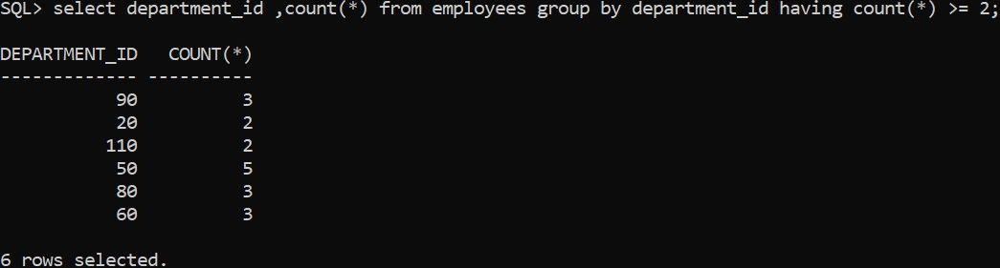 SQL> select department_id ,count(*) from employees group by department_id having count(*) >= 2;
DEPARTMENT_ID   COUNT(*)
------------- ----------
           90          3
           20          2
          110          2
           50          5
           80          3
           60          3
6 rows selected.